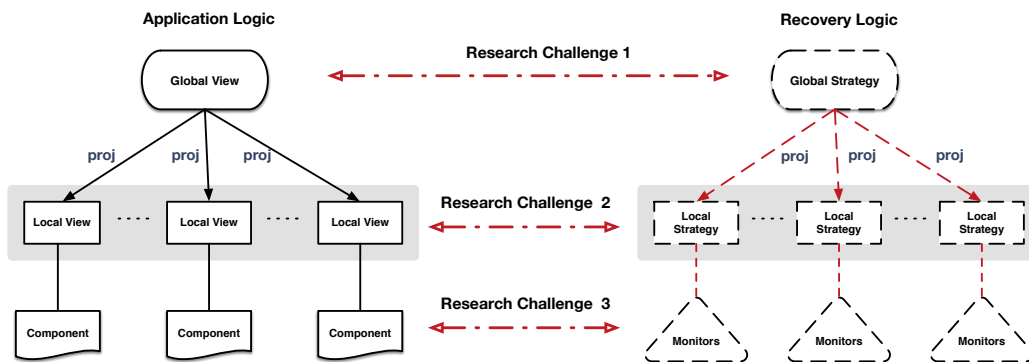 Application Logic
Recovery Logic
Research Challenge 1
Global View
Global Strategy
proj
proj
proj
proj
proj
proj
Research Challenge 2
Local View
.....
Local View
.....
Local View
Local
Strategy
.....
Local
Strategy
.....
Local
Strategy
Research Challenge 3
Component
Component
Component
Monitors
Monitors
Monitors